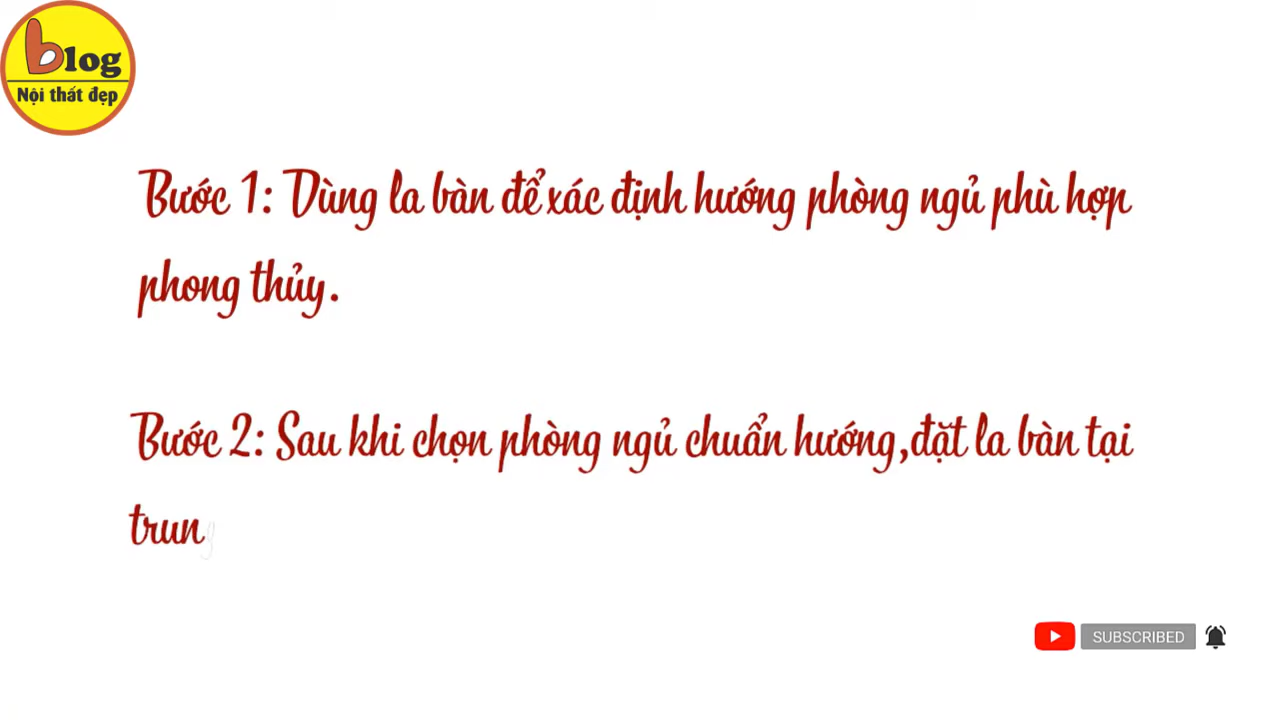 blog
Nội thất đẹp
Bước 1: Dùng la bàn để xác định hướng phòng ngủ phù hợp
phong thủy.
Bước 2: Sau khi chọn phòng ngủ chuẩn hướng,đặt la bàn tại
trung
SUBSCRIBED